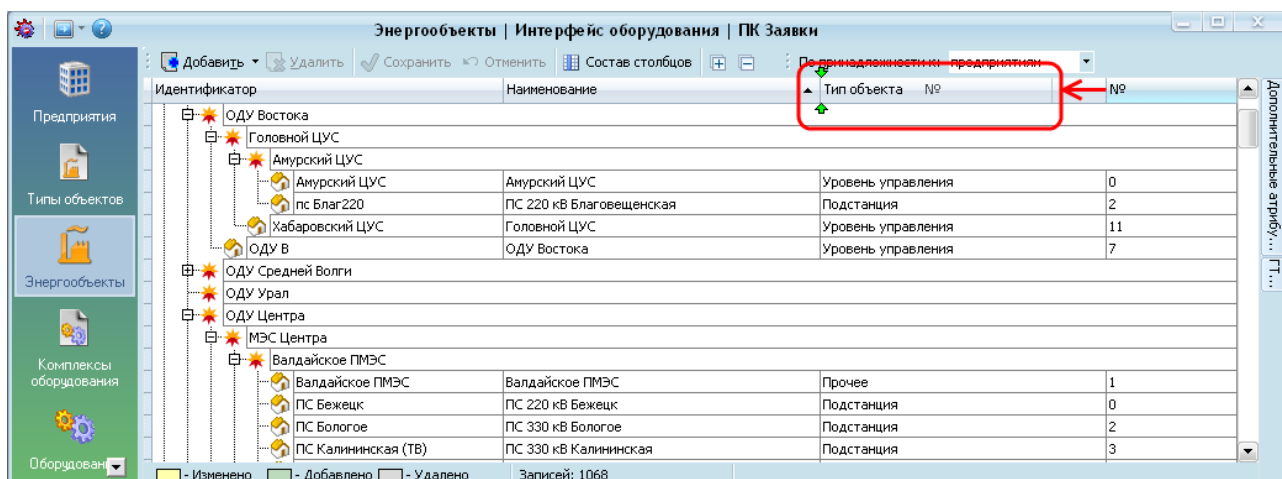 Энергообъекты | Интерфейс оборудования | ПК Заявки
Добавить Удалить Сохранить Отменить Состав столбцов По принадлежности к предприятиям
Идентификатор Наименование Тип объекта № №
ОДУ Востока
Головной ЦУС
Амурский ЦУС
Амурский ЦУС Амурский ЦУС Уровень управления 0
пс Благ220 ПС 220 кВ Благовещенская Подстанция 2
Хабаровский ЦУС Головной ЦУС Уровень управления 11
ОДУ В ОДУ Востока Уровень управления 7
ОДУ Средней Волги
ОДУ Урал
ОДУ Центра
МЭС Центра
Валдайское ПМЭС
Валдайское ПМЭС Валдайское ПМЭС Прочее 1
ПС Бежецк ПС 220 кВ Бежецк Подстанция 0
ПС Бологое ПС 330 кВ Бологое Подстанция 2
ПС Калининская (ТВ) ПС 330 кВ Калининская Подстанция 3
- Изменено - Добавлено - Удалено Записей: 1068
Предприятия
Типы объектов
Энергообъекты
Комплексы
оборудования
Оборудован
Дополнительные атрибу...
ГТ...